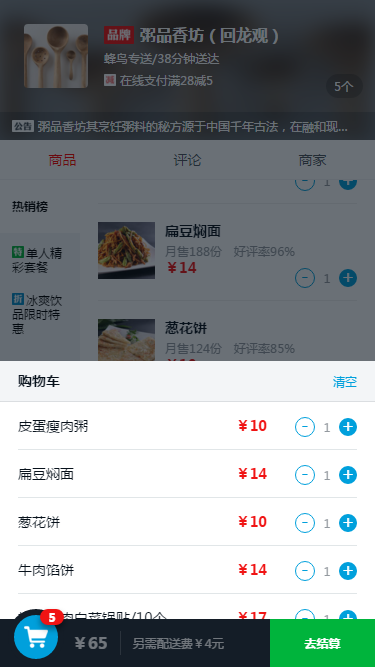 品牌 粥品香坊（回龙观）
蜂鸟专送/38分钟送达
减 在线支付满28减5
5个
公告 粥品香坊其烹饪粥料的秘方源于中国千年古法，在融和现...
商品 评论 商家
热销榜
1
扁豆焖面
月售188份 好评率96%
￥14
1
特 单人精
彩套餐
折 冰爽饮
品限时特
惠
葱花饼
月售124份 好评率85%
购物车 清空
皮蛋瘦肉粥 ￥10 - 1 +
扁豆焖面 ￥14 - 1 +
葱花饼 ￥10 - 1 +
牛肉馅饼 ￥14 - 1 +
肉白菜锅贴/10个 ￥17 1
5
￥65 另需配送费￥4元 去结算